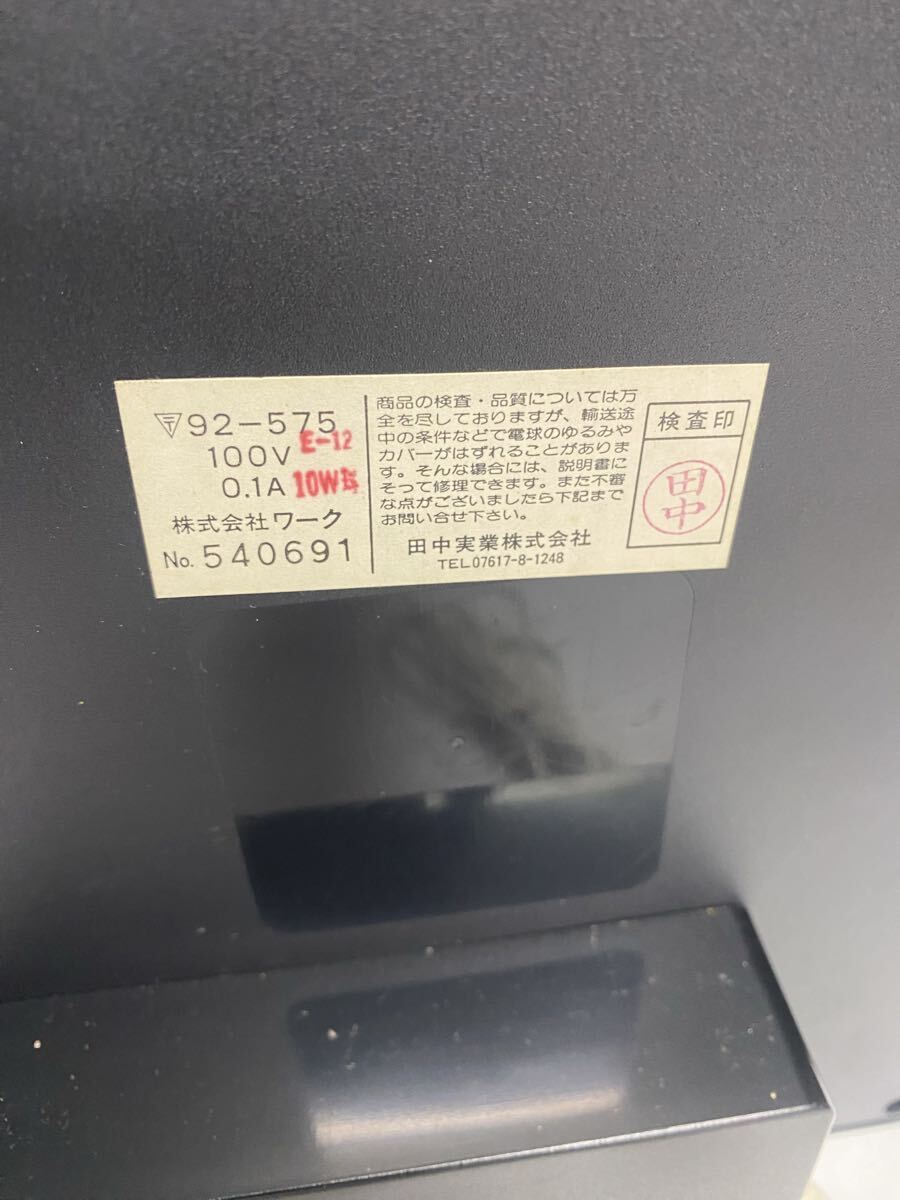 〒92-575
E-12
100V
0.1A 10W
株式会社ワーク
No. 540691
商品の検査・品質については万
全を尽しておりますが、輸送途
中の条件などで電球のゆるみや
カバーがはずれることがありま
す。そんな場合には、説明書に
そって修理できます。また不審
な点がございましたら下記まで
お問い合せ下さい。
田中実業株式会社
TEL07617-8-1248
検査印
田中